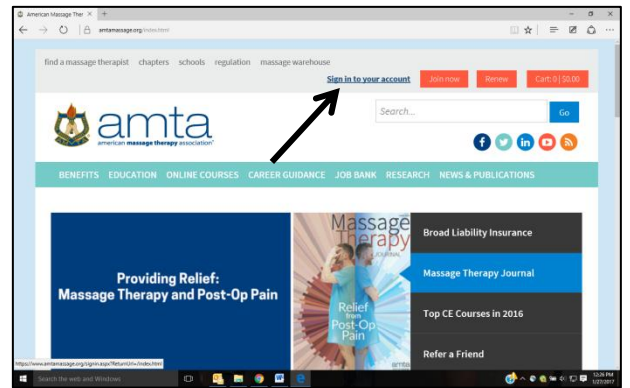 American Massage Ther
amtamassage.org/index.html
find a massage therapist chapters schools regulation massage warehouse
Sign in to your account Join now Renew Cart: 0 | $0.00
Search... Go
amta
american massage therapy association®
BENEFITS EDUCATION ONLINE COURSES CAREER GUIDANCE JOB BANK RESEARCH NEWS & PUBLICATIONS
Providing Relief:
Massage Therapy and Post-Op Pain
Massage
Therapy
JOURNAL
Relief
from
Post-Op
Pain
amta
Broad Liability Insurance
Massage Therapy Journal
Top CE Courses in 2016
Refer a Friend
https://www.amtamassage.org/signin.aspx?ReturnUrl=/index.html
Search the web and Windows
12:26 PM
1/27/2017